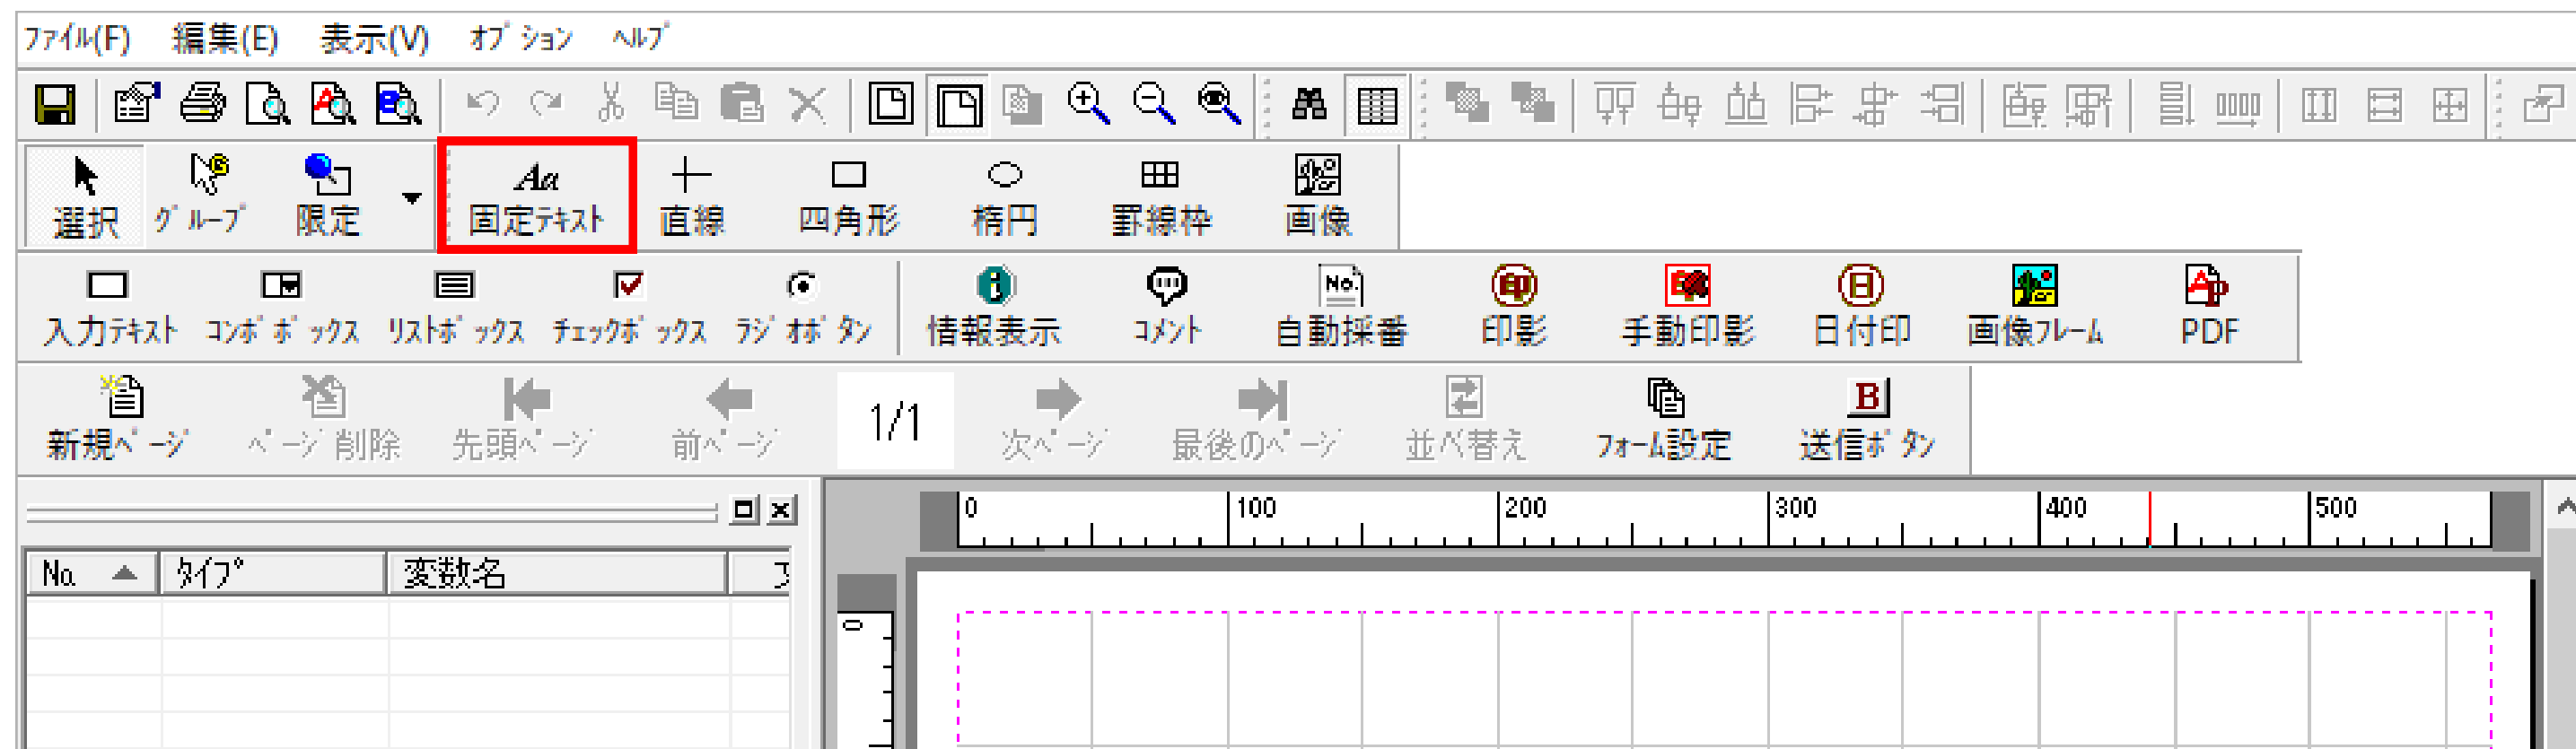 ﾌｧｲﾙ(F) 編集(E) 表示(V) ｵﾌﾟｼｮﾝ ﾍﾙﾌﾟ
選択 ｸﾞﾙｰﾌﾟ 限定 Aa 固定ﾃｷｽﾄ 直線 四角形 楕円 罫線枠 画像
入力ﾃｷｽﾄ ｺﾝﾎﾞﾎﾞｯｸｽ ﾘｽﾄﾎﾞｯｸｽ ﾁｪｯｸﾎﾞｯｸｽ ﾗｼﾞｵﾎﾞﾀﾝ 情報表示 ｺﾒﾝﾄ No. 自動採番 印影 手動印影 日 日付印 画像ﾌﾚｰﾑ PDF
新規ﾍﾟｰｼﾞ ﾍﾟｰｼﾞ削除 先頭ﾍﾟｰｼﾞ 前ﾍﾟｰｼﾞ 1/1 次ﾍﾟｰｼﾞ 最後のﾍﾟｰｼﾞ 並べ替え ﾌｫｰﾑ設定 B 送信ﾎﾞﾀﾝ
0 100 200 300 400 500
No. ﾀｲﾌﾟ 変数名
0